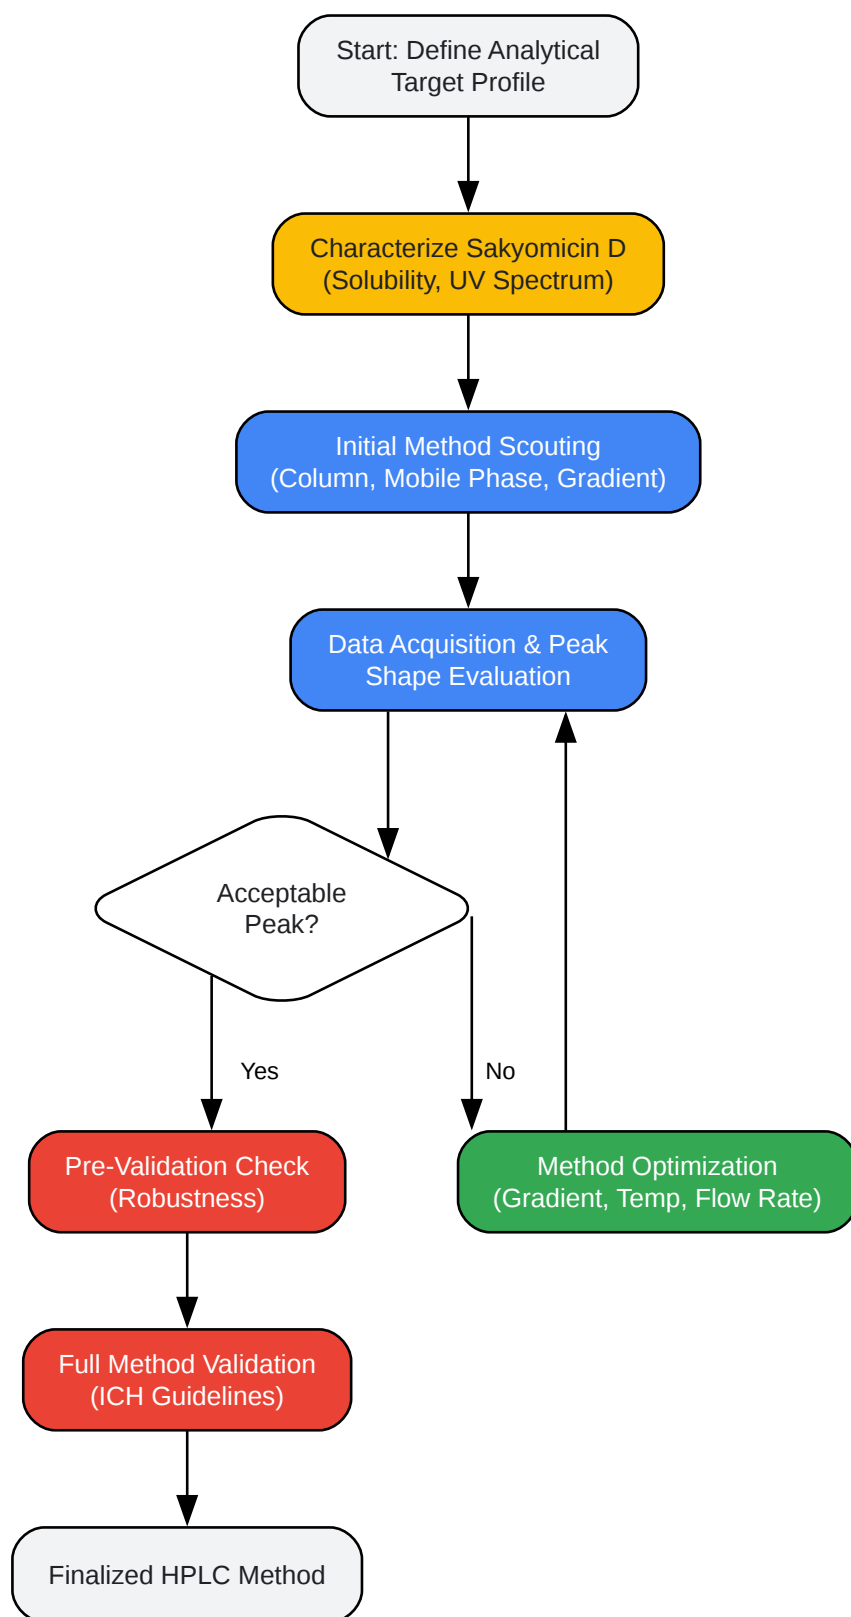 Start: Define Analytical
Target Profile
Characterize Sakyomicin D
(Solubility, UV Spectrum)
Initial Method Scouting
(Column, Mobile Phase, Gradient)
Data Acquisition & Peak
Shape Evaluation
Acceptable
Peak?
Yes
No
Pre-Validation Check
(Robustness)
Method Optimization
(Gradient, Temp, Flow Rate)
Full Method Validation
(ICH Guidelines)
Finalized HPLC Method